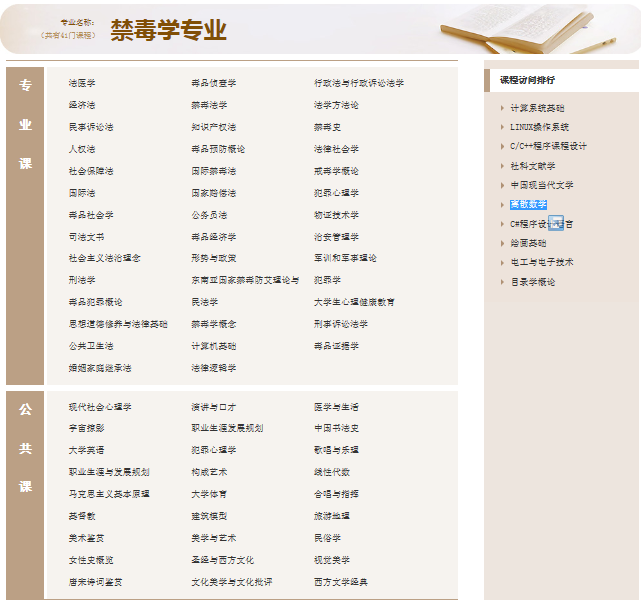 专业名称:
禁毒学专业
(共有41门课程)
专业课
法医学 毒品侦查学 行政法与行政诉讼法学
经济法 禁毒法学 法学方法论
民事诉讼法 知识产权法 禁毒史
人权法 毒品预防概论 法律社会学
社会保障法 国际禁毒法 戒毒学概论
国际法 国家赔偿法 犯罪心理学
毒品社会学 公务员法 物证技术学
司法文书 毒品经济学 治安管理学
社会主义法治理念 形势与政策 军训和军事理论
刑法学 东南亚国家禁毒防艾理论与 犯罪学
毒品犯罪概论 民法学 大学生心理健康教育
思想道德修养与法律基础 禁毒学概念 刑事诉讼法学
公共卫生法 计算机基础 毒品证据学
婚姻家庭继承法 法律逻辑学
公共课
现代社会心理学 演讲与口才 医学与生活
宇宙掠影 职业生涯发展规划 中国书法史
大学英语 犯罪心理学 歌唱与乐理
职业生涯与发展规划 构成艺术 线性代数
马克思主义基本原理 大学体育 合唱与指挥
基督教 建筑模型 旅游地理
美术鉴赏 美学与艺术 民俗学
女性史概览 圣经与西方文化 视觉美学
唐宋诗词鉴赏 文化美学与文化批评 西方文学经典
课程访问排行
计算系统基础
LINUX操作系统
C/C++程序课程设计
社科文献学
中国现当代文学
高散数学
C#程序设计语言
绘画基础
电工与电子技术
目录学概论